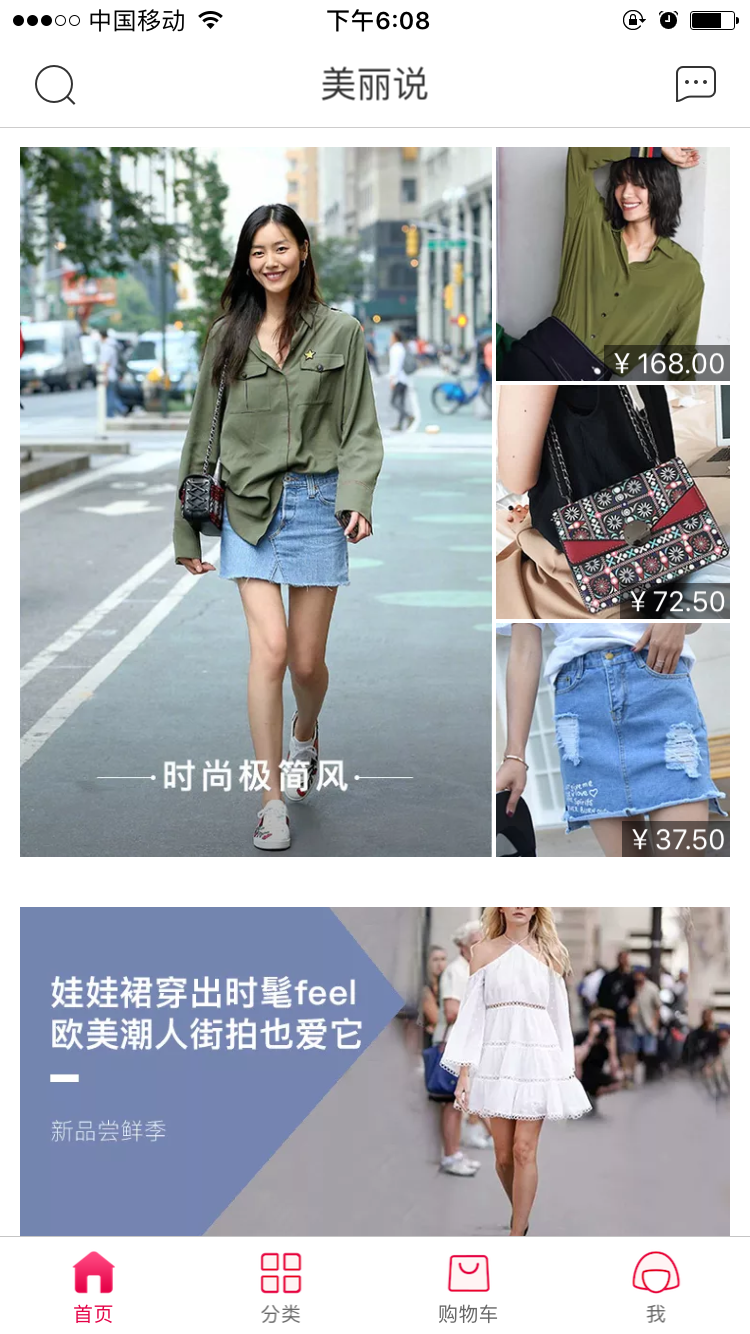 中国移动
下午6:08
美丽说
¥ 168.00
¥ 72.50
时尚极简风
¥ 37.50
娃娃裙穿出时髦feel
欧美潮人街拍也爱它
新品尝鲜季
首页
分类
购物车
我